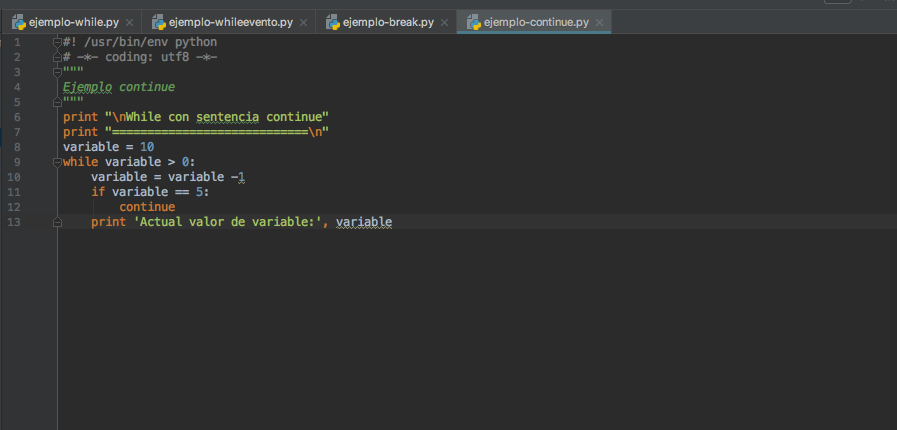 ejemplo-while.py ejemplo-whileevento.py ejemplo-break.py ejemplo-continue.py
1 #! /usr/bin/env python
2 # -*- coding: utf8 -*-
3 """
4 Ejemplo continue
5 """
6 print "\nWhile con sentencia continue"
7 print "============================\n"
8 variable = 10
9 while variable > 0:
10     variable = variable -1
11     if variable == 5:
12         continue
13     print 'Actual valor de variable:', variable